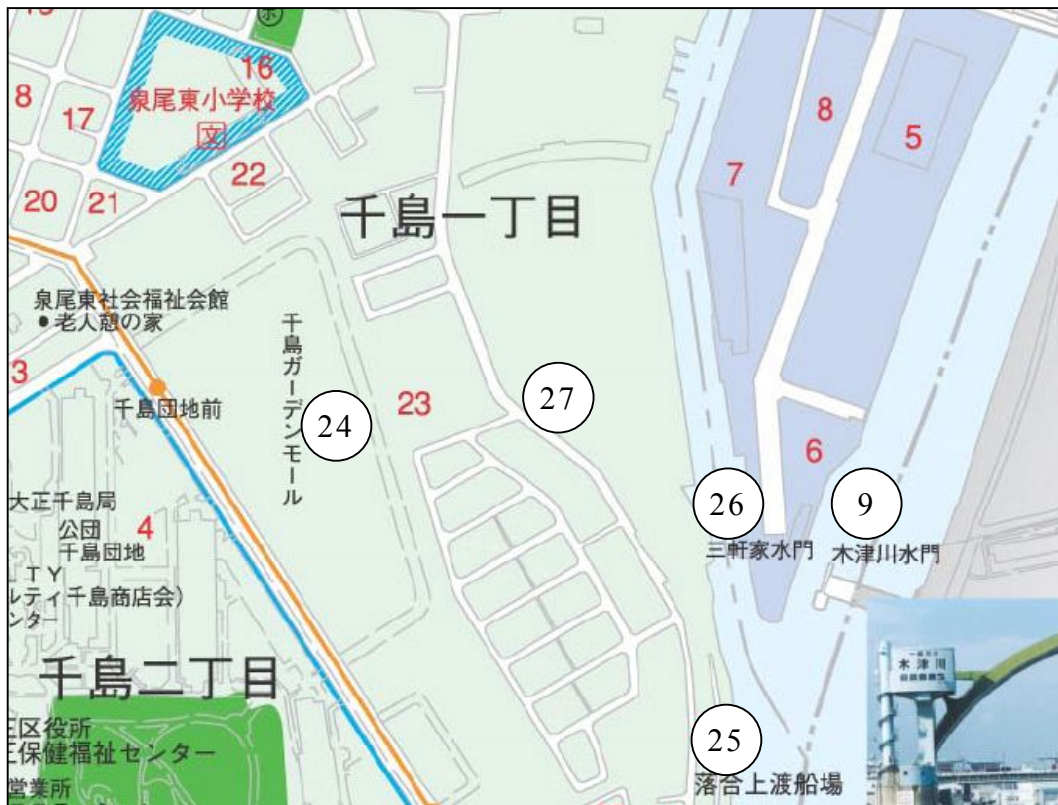 ホ
16
泉尾東小学校
文
8
17
8
5
7
22
20
21
千島一丁目
泉尾東社会福祉会館
●老人憩の家
3
千島団地前
千島ガーデンモール
24
23
27
6
26
9
三軒家水門
木津川水門
大正千島局
公団
千島団地
4
TY
ルティ千島商店会)
ンター
木津川
千島二丁目
区役所
保健福祉センター
営業所
25
落合上渡船場